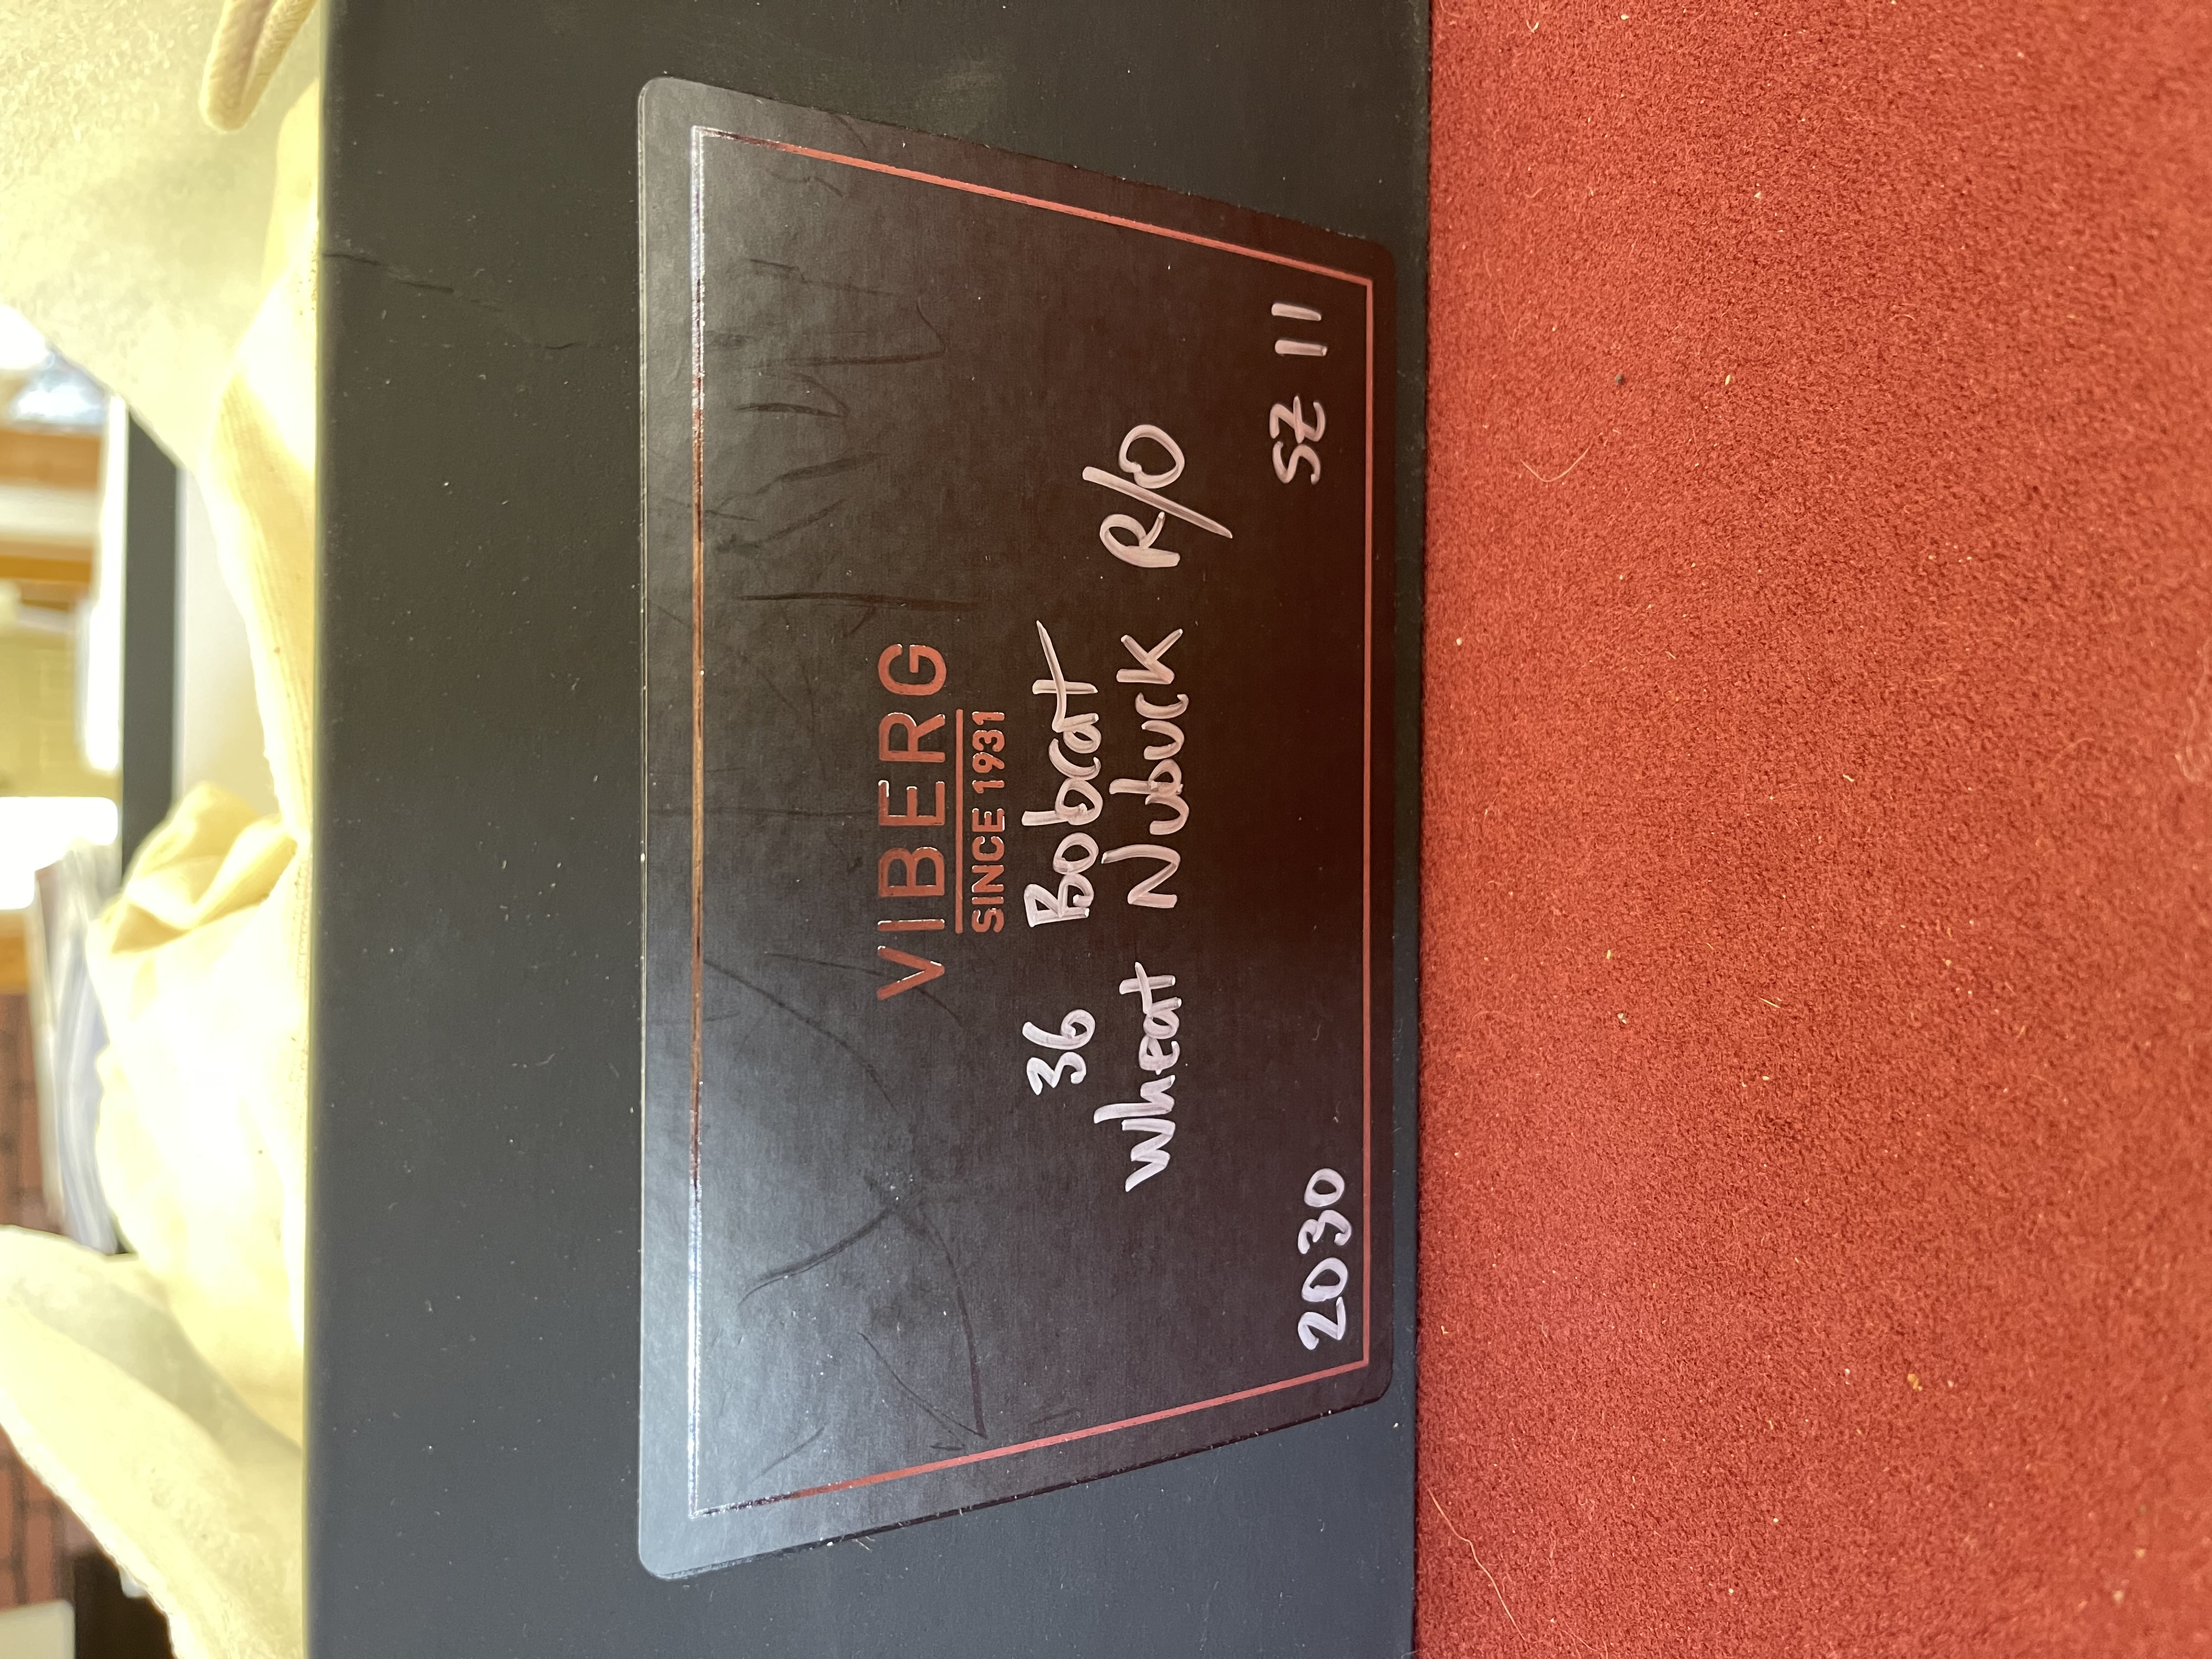 VIBERG
SINCE 1931
36 Bobcat
Wheat Nubuck R/O
2030 SZ 11